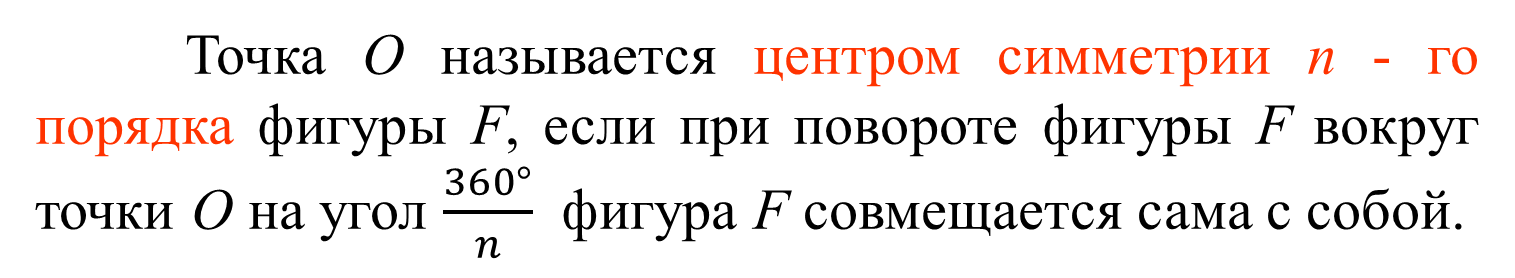 Точка O называется центром симметрии n - го
порядка фигуры F, если при повороте фигуры F вокруг
точки O на угол 360°/n фигура F совмещается сама с собой.